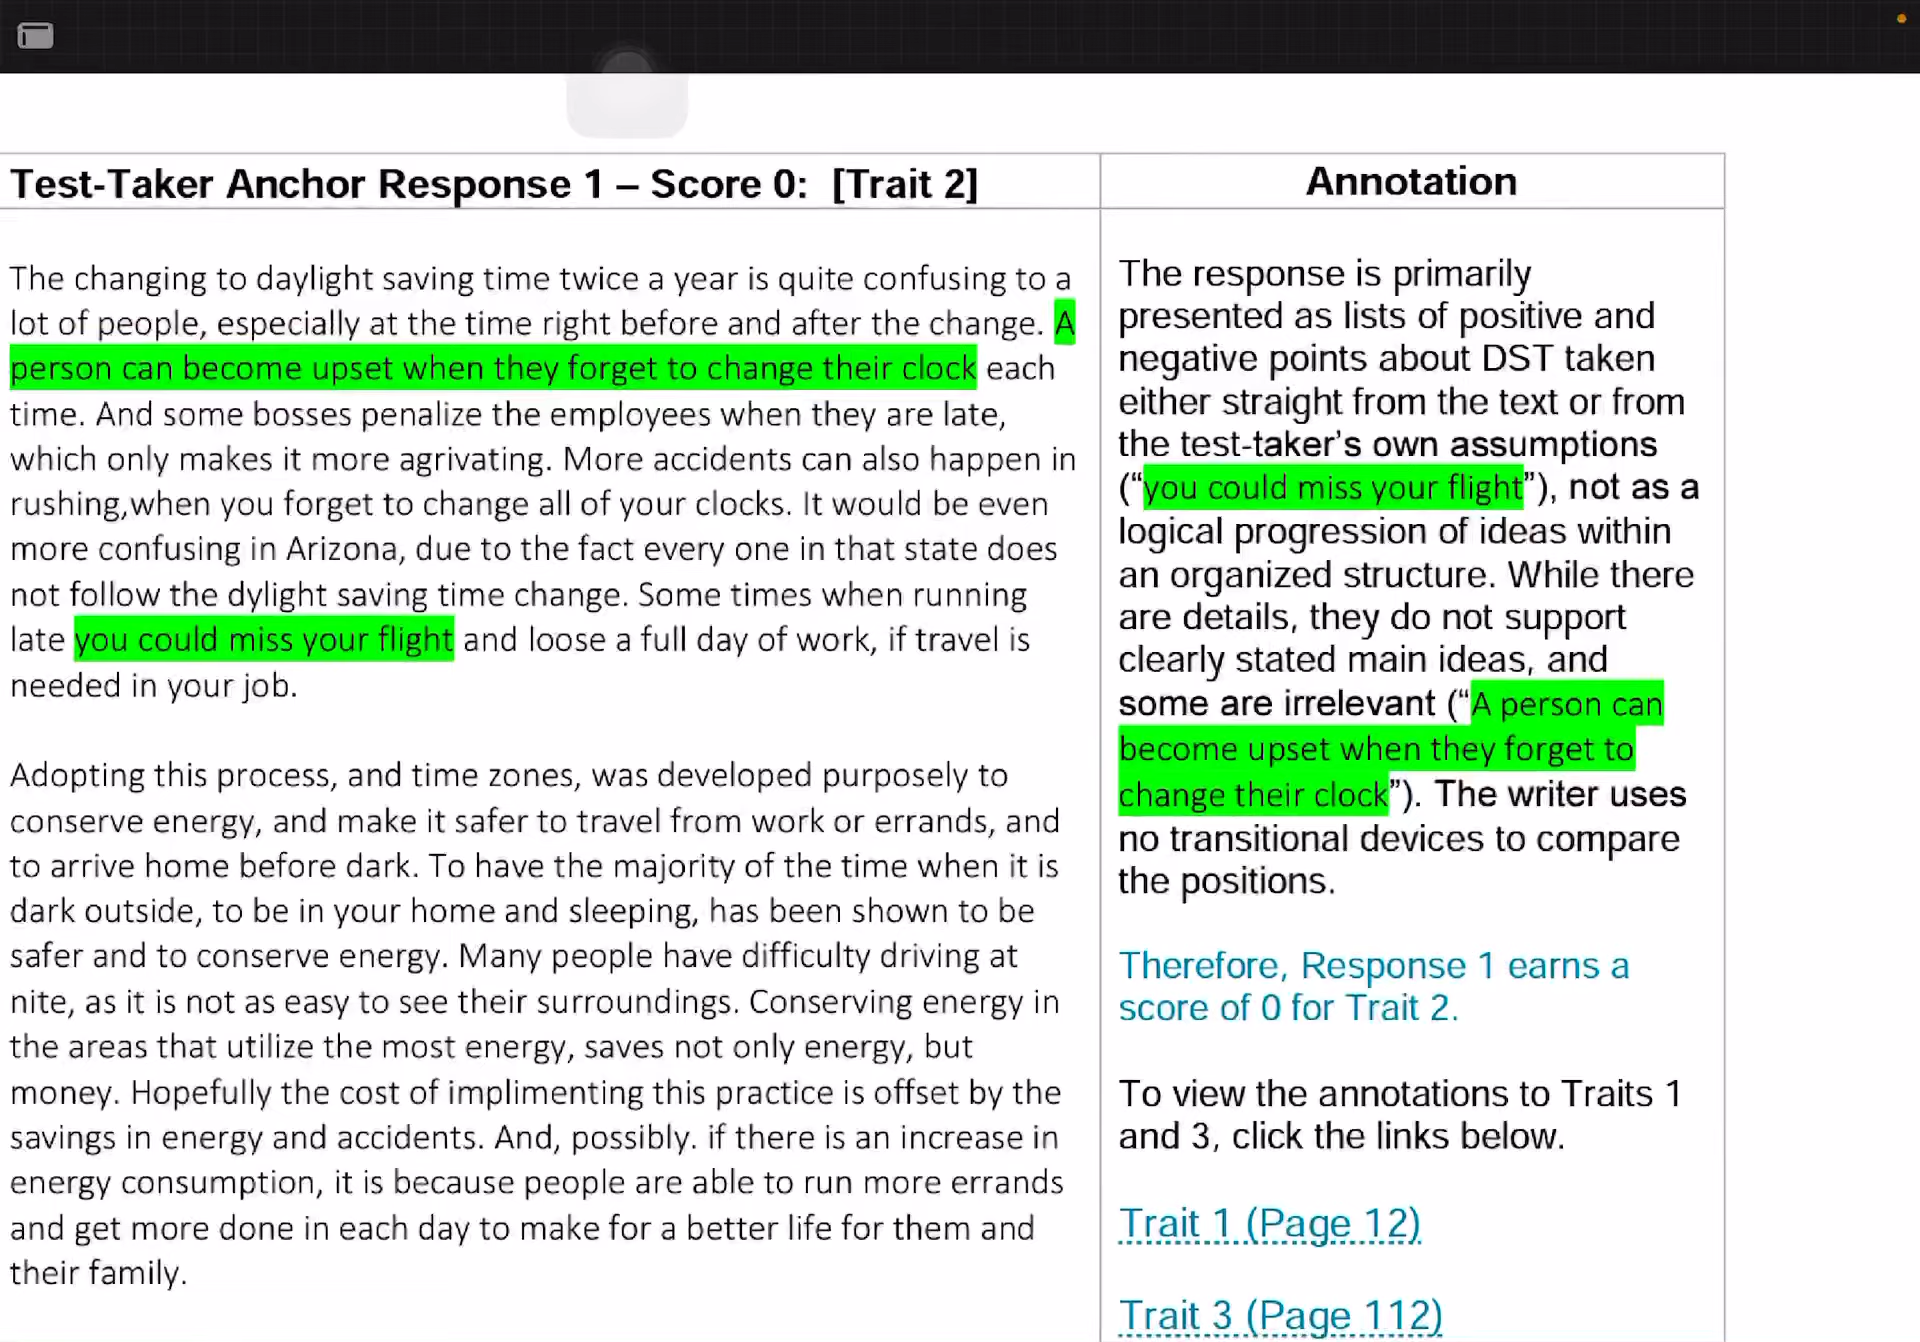 Test-Taker Anchor Response 1 – Score 0: [Trait 2]
The changing to daylight saving time twice a year is quite confusing to a
lot of people, especially at the time right before and after the change. A
person can become upset when they forget to change their clock each
time. And some bosses penalize the employees when they are late,
which only makes it more agrivating. More accidents can also happen in
rushing,when you forget to change all of your clocks. It would be even
more confusing in Arizona, due to the fact every one in that state does
not follow the dylight saving time change. Some times when running
late you could miss your flight and loose a full day of work, if travel is
needed in your job.
Adopting this process, and time zones, was developed purposely to
conserve energy, and make it safer to travel from work or errands, and
to arrive home before dark. To have the majority of the time when it is
dark outside, to be in your home and sleeping, has been shown to be
safer and to conserve energy. Many people have difficulty driving at
nite, as it is not as easy to see their surroundings. Conserving energy in
the areas that utilize the most energy, saves not only energy, but
money. Hopefully the cost of implimenting this practice is offset by the
savings in energy and accidents. And, possibly. if there is an increase in
energy consumption, it is because people are able to run more errands
and get more done in each day to make for a better life for them and
their family.
Annotation
The response is primarily
presented as lists of positive and
negative points about DST taken
either straight from the text or from
the test-taker’s own assumptions
(“you could miss your flight”), not as a
logical progression of ideas within
an organized structure. While there
are details, they do not support
clearly stated main ideas, and
some are irrelevant (“A person can
become upset when they forget to
change their clock”). The writer uses
no transitional devices to compare
the positions.
Therefore, Response 1 earns a
score of 0 for Trait 2.
To view the annotations to Traits 1
and 3, click the links below.
Trait 1 (Page 12)
Trait 3 (Page 112)